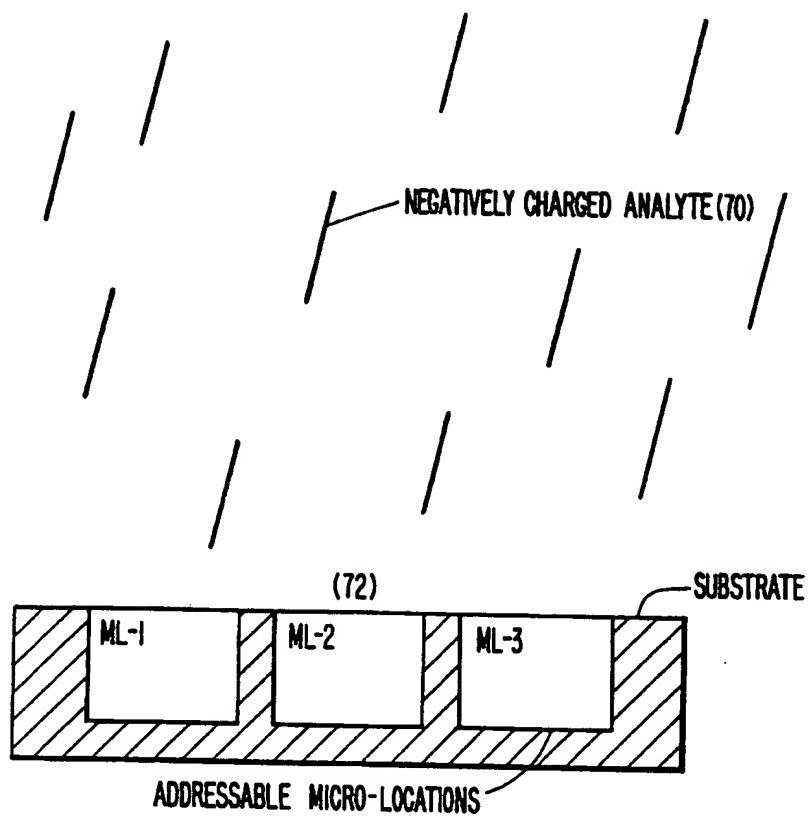 NEGATIVELY CHARGED ANALYTE(70)
(72)
SUBSTRATE
ML-1
ML-2
ML-3
ADDRESSABLE MICRO-LOCATIONS